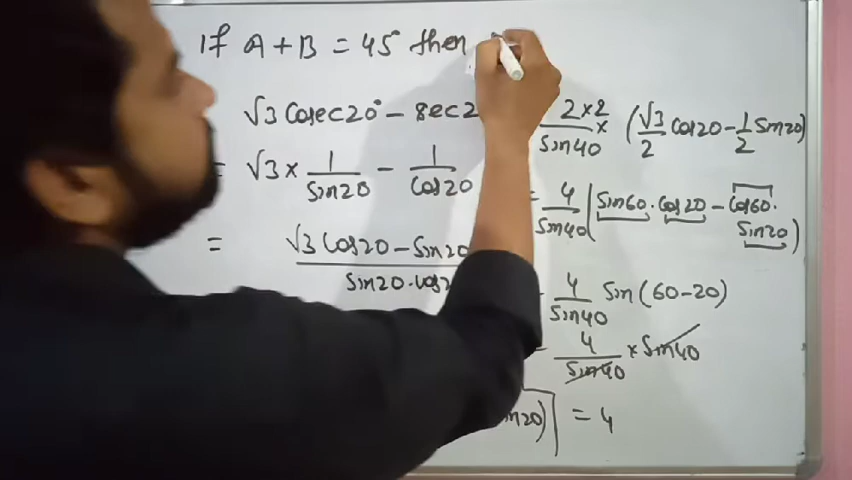 If A + B = 45° then
√3 Cosec20° - sec2
= √3 × 1/Sin20 - 1/Cos20
= √3 Cos20 - Sin20 / Sin20 · Cos2
2×2/Sin40 × (√3/2 Cos20 - 1/2 Sin20)
= 4/Sin40 (Sin60 · Cos20 - Cos60 · Sin20)
4/Sin40 Sin(60-20)
= 4/Sin40 × Sin40
= 4